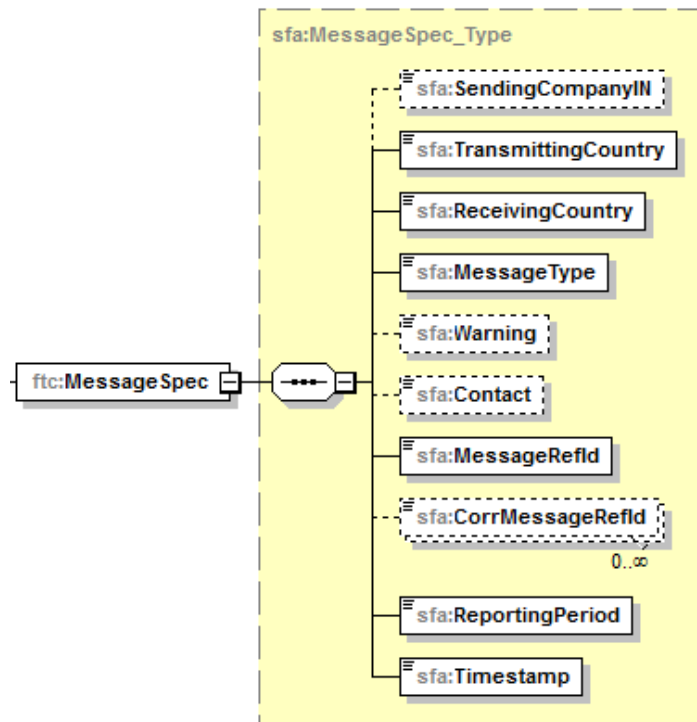 sfa:MessageSpec_Type
sfa:SendingCompanyIN
sfa:TransmittingCountry
sfa:ReceivingCountry
sfa:MessageType
sfa:Warning
ftc:MessageSpec
sfa:Contact
sfa:MessageRefId
sfa:CorrMessageRefId
0..∞
sfa:ReportingPeriod
sfa:Timestamp